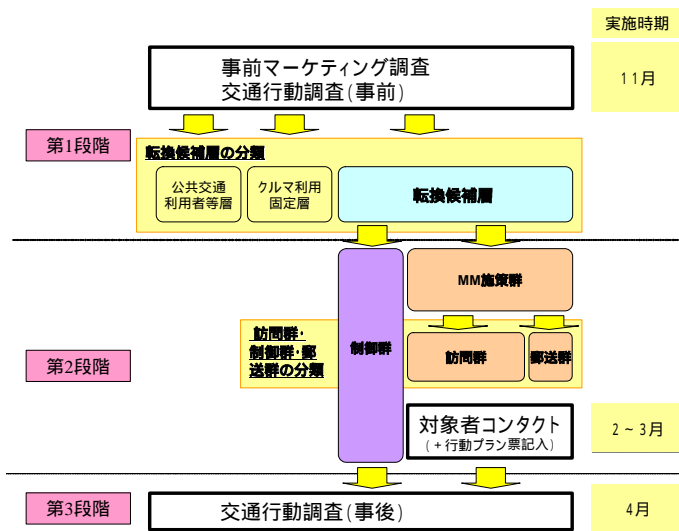 実施時期
事前マーケティング調査
交通行動調査(事前)
11月
第1段階
転換候補層の分類
公共交通
利用者等層
クルマ利用
固定層
転換候補層
MM施策群
訪問群・
制御群・郵
送群の分類
制御群
訪問群
郵送群
第2段階
対象者コンタクト
(+行動プラン票記入)
2~3月
第3段階
交通行動調査(事後)
4月